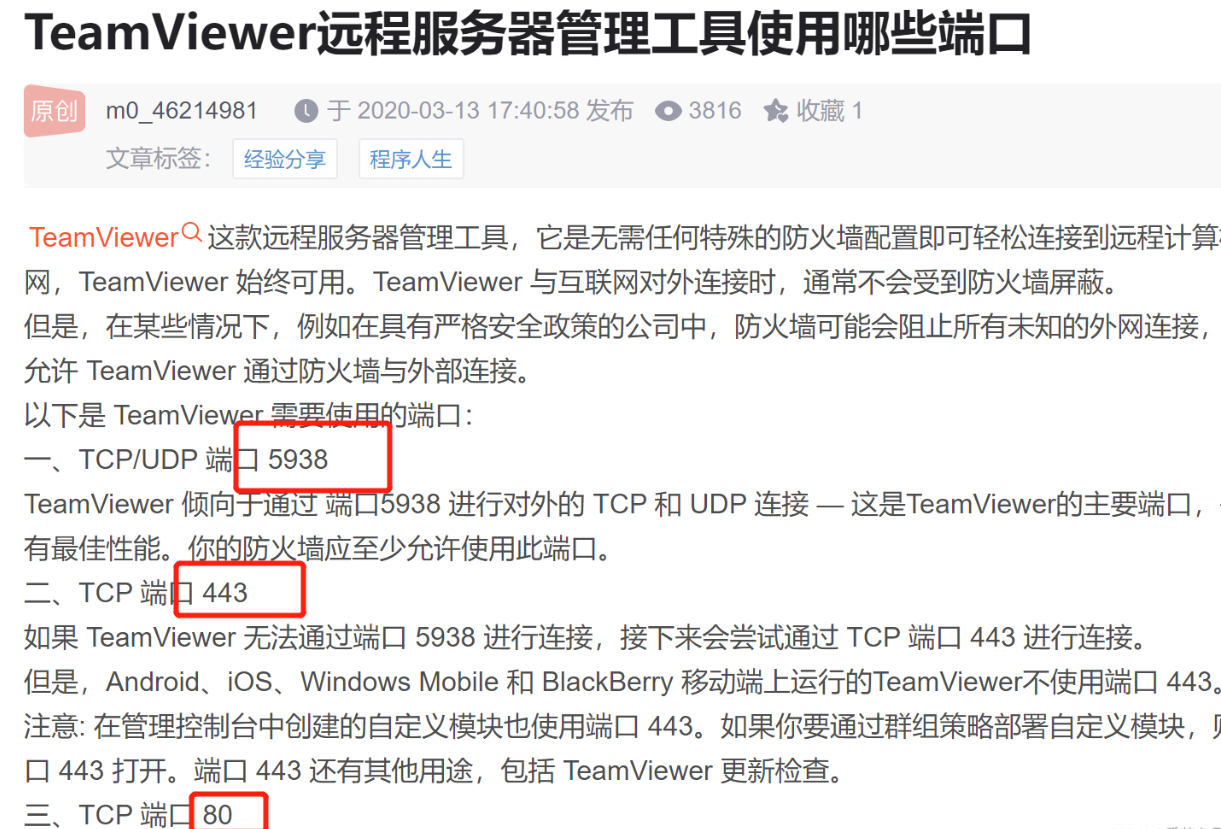 TeamViewer远程服务器管理工具使用哪些端口
原创 m0_46214981 于 2020-03-13 17:40:58 发布 3816 收藏 1
文章标签： 经验分享 程序人生
TeamViewer 这款远程服务器管理工具，它是无需任何特殊的防火墙配置即可轻松连接到远程计算
网，TeamViewer 始终可用。TeamViewer 与互联网对外连接时，通常不会受到防火墙屏蔽。
但是，在某些情况下，例如在具有严格安全政策的公司中，防火墙可能会阻止所有未知的外网连接，
允许 TeamViewer 通过防火墙与外部连接。
以下是 TeamViewer 需要使用的端口：
一、TCP/UDP 端口 5938
TeamViewer 倾向于通过 端口5938 进行对外的 TCP 和 UDP 连接 — 这是TeamViewer的主要端口，
有最佳性能。你的防火墙应至少允许使用此端口。
二、TCP 端口 443
如果 TeamViewer 无法通过端口 5938 进行连接，接下来会尝试通过 TCP 端口 443 进行连接。
但是，Android、iOS、Windows Mobile 和 BlackBerry 移动端上运行的TeamViewer不使用端口 443。
注意: 在管理控制台中创建的自定义模块也使用端口 443。如果你要通过群组策略部署自定义模块，
口 443 打开。端口 443 还有其他用途，包括 TeamViewer 更新检查。
三、TCP 端口 80